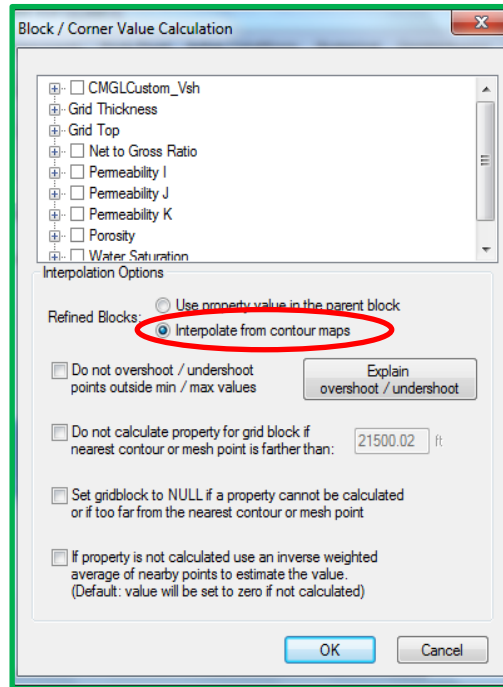 Block / Corner Value Calculation
CMGLCustom_Vsh
Grid Thickness
Grid Top
Net to Gross Ratio
Permeability I
Permeability J
Permeability K
Porosity
Water Saturation
Interpolation Options
Refined Blocks:
Use property value in the parent block
Interpolate from contour maps
Do not overshoot / undershoot
points outside min / max values
Explain
overshoot / undershoot
Do not calculate property for grid block if
nearest contour or mesh point is farther than:
21500.02 ft
Set gridblock to NULL if a property cannot be calculated
or if too far from the nearest contour or mesh point
If property is not calculated use an inverse weighted
average of nearby points to estimate the value.
(Default: value will be set to zero if not calculated)
OK Cancel